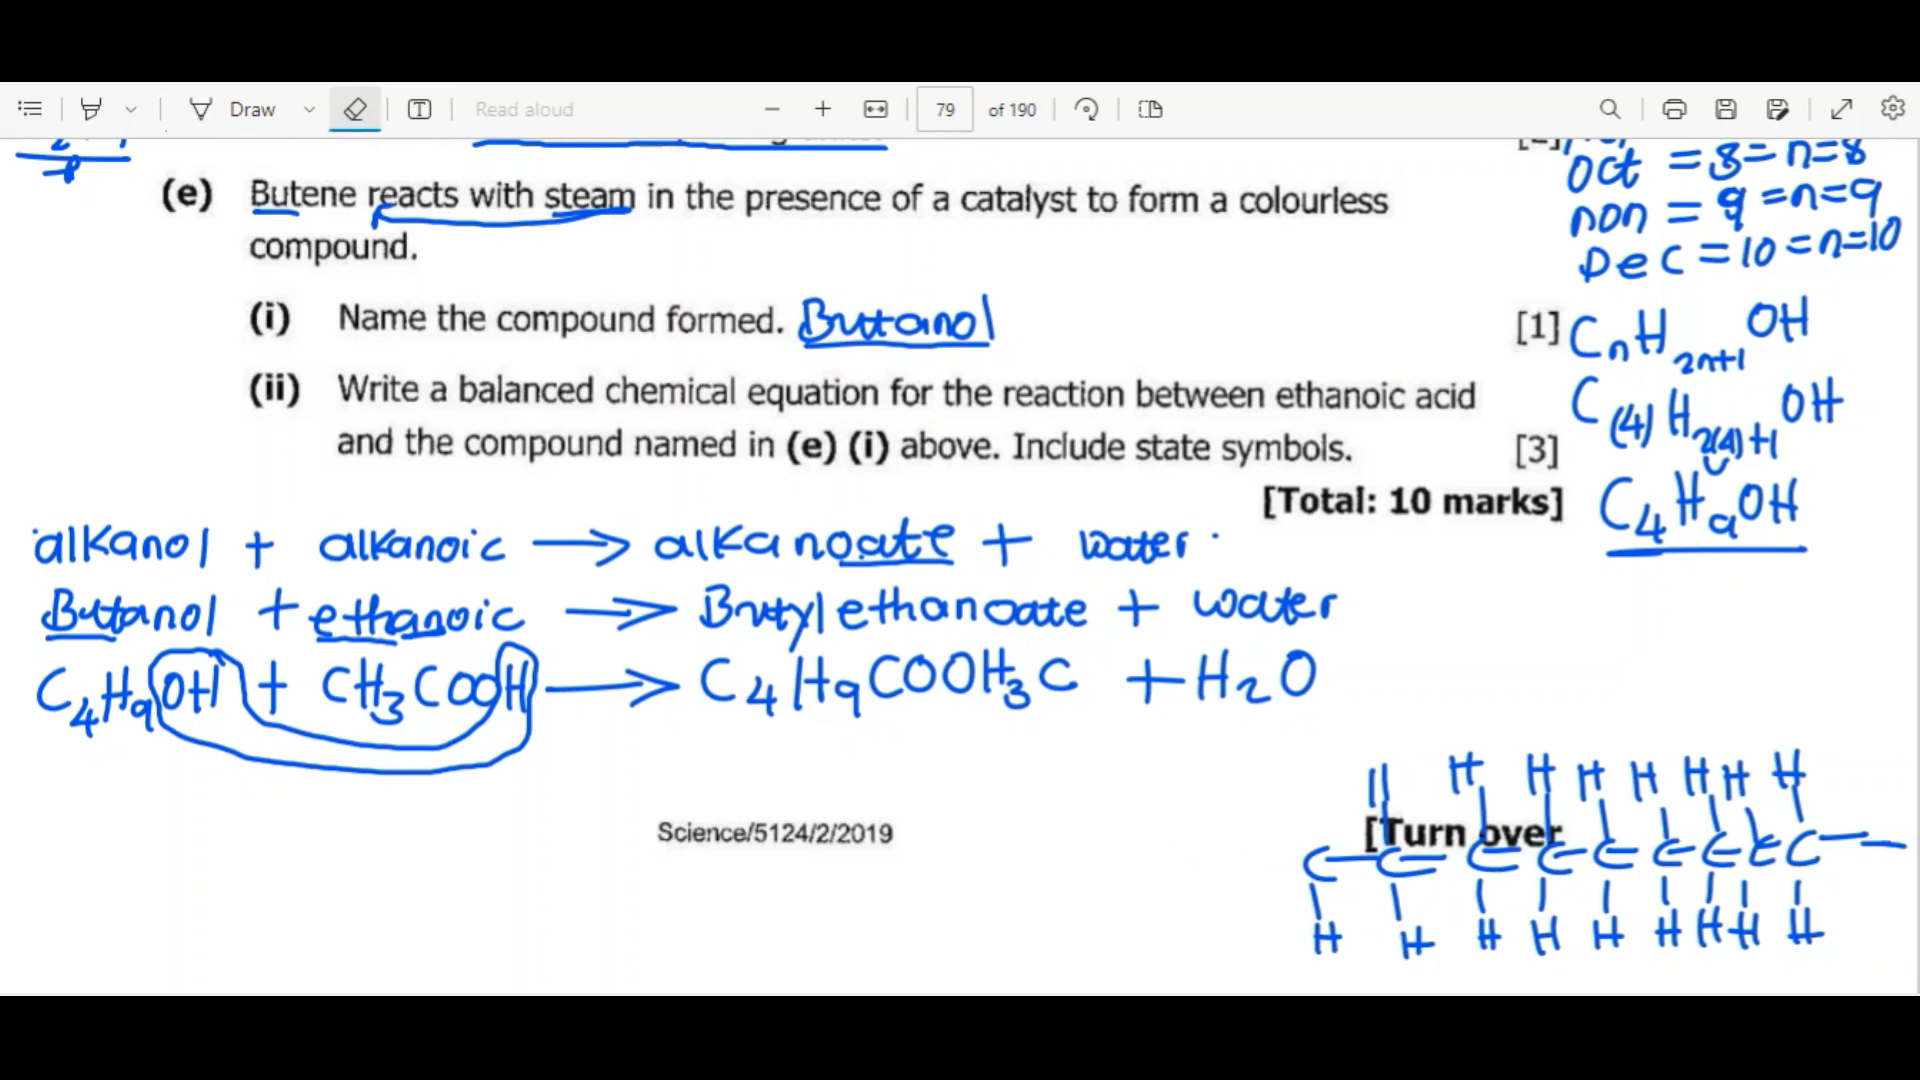 Draw
Read aloud
79 of 190
oct = 8 = n=8
(e) Butene reacts with steam in the presence of a catalyst to form a colourless
compound.
non = 9 = n=9
Dec = 10 = n=10
(i) Name the compound formed. Butanol [1]
CnH2n+1OH
(ii) Write a balanced chemical equation for the reaction between ethanoic acid
and the compound named in (e) (i) above. Include state symbols. [3]
C(4)H2(4)+1OH
[Total: 10 marks]
C4H9OH
alkanol + alkanoic → alkanoate + water
Butanol + ethanoic → Butylethanoate + water
C4H9OH + CH3COOH → C4H9COOH3C + H2O
H H H H H H H
Science/5124/2/2019
[Turn over
C C C C C C C C C
H H H H H H H H